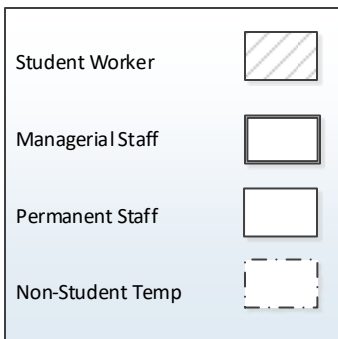 Student Worker
Managerial Staff
Permanent Staff
Non-Student Temp